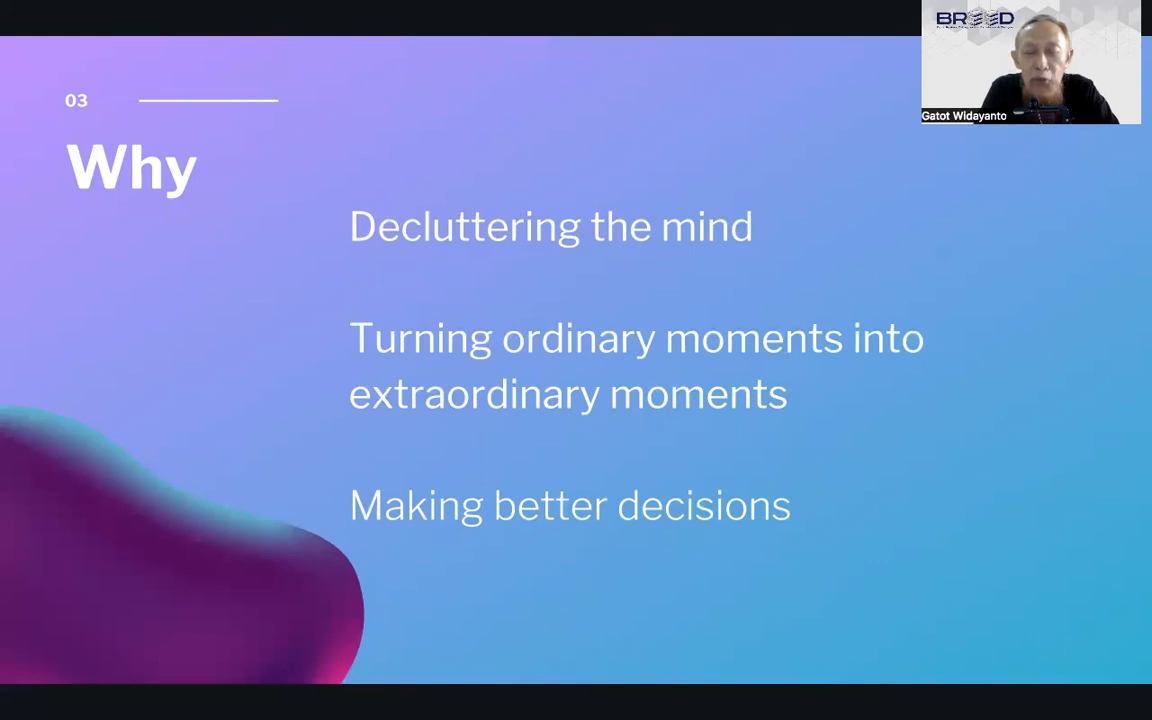 03
Why
Decluttering the mind
Turning ordinary moments into
extraordinary moments
Making better decisions
BREED
Gatot Widayanto